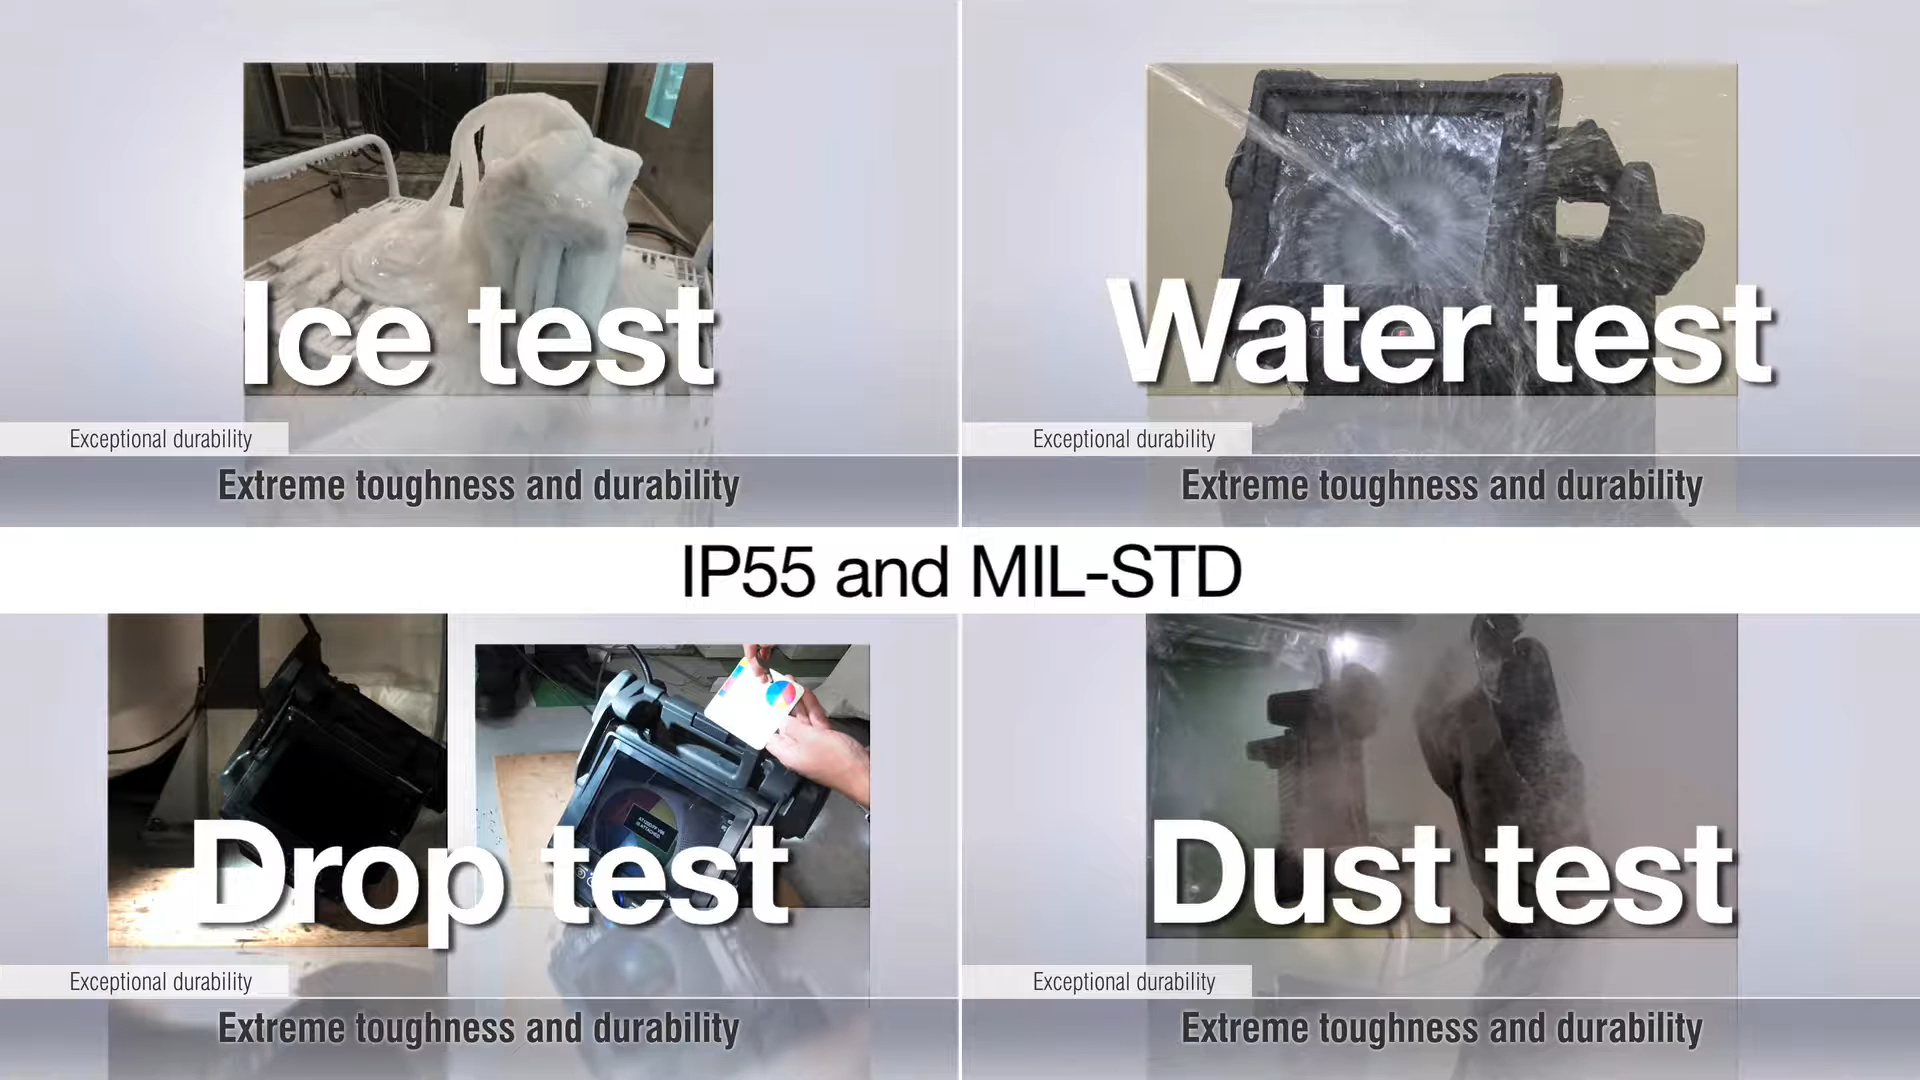 Ice test
Exceptional durability
Extreme toughness and durability
Water test
Exceptional durability
Extreme toughness and durability
IP55 and MIL-STD
Drop test
Exceptional durability
Extreme toughness and durability
Dust test
Exceptional durability
Extreme toughness and durability